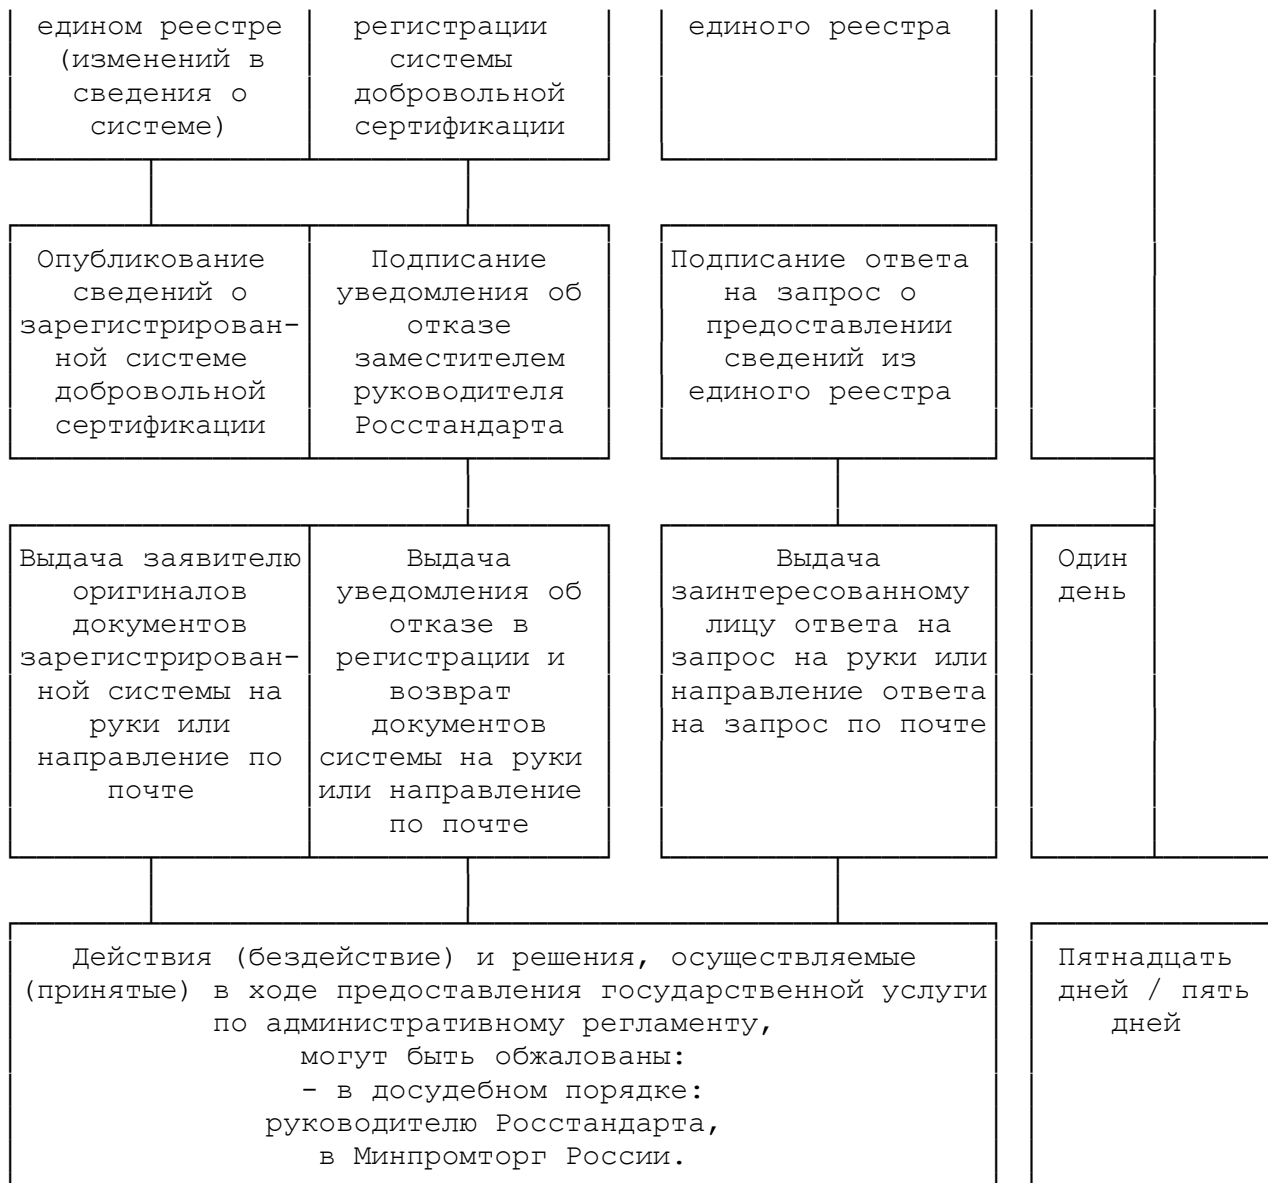 едином реестре
(изменений в
сведения о
системе)
регистрации
системы
добровольной
сертификации
единого реестра
Опубликование
сведений о
зарегистрирован-
ной системе
добровольной
сертификации
Подписание
уведомления об
отказе
заместителем
руководителя
Росстандарта
Подписание ответа
на запрос о
предоставлении
сведений из
единого реестра
Выдача заявителю
оригиналов
документов
зарегистрирован-
ной системы на
руки или
направление по
почте
Выдача
уведомления об
отказе в
регистрации и
возврат
документов
системы на руки
или направление
по почте
Выдача
заинтересованному
лицу ответа на
запрос на руки или
направление ответа
на запрос по почте
Один
день
Действия (бездействие) и решения, осуществляемые
(принятые) в ходе предоставления государственной услуги
по административному регламенту,
могут быть обжалованы:
- в досудебном порядке:
руководителю Росстандарта,
в Минпромторг России.
Пятнадцать
дней / пять
дней